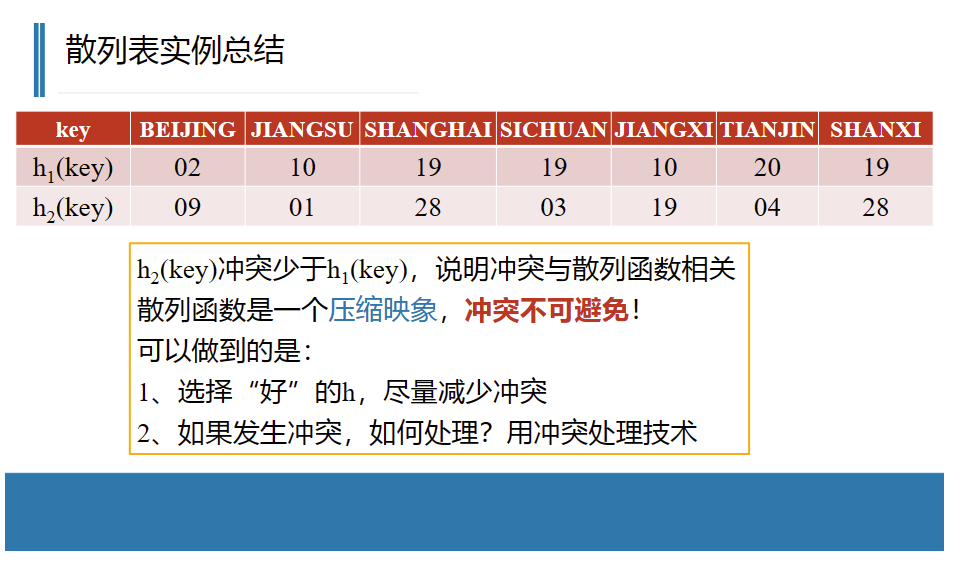 散列表实例总结
key BEIJING JIANGSU SHANGHAI SICHUAN JIANGXI TIANJIN SHANXI
h₁(key) 02 10 19 19 10 20 19
h₂(key) 09 01 28 03 19 04 28
h₂(key)冲突少于h₁(key)，说明冲突与散列函数相关
散列函数是一个压缩映象，冲突不可避免！
可以做到的是：
1、选择“好”的h，尽量减少冲突
2、如果发生冲突，如何处理？用冲突处理技术